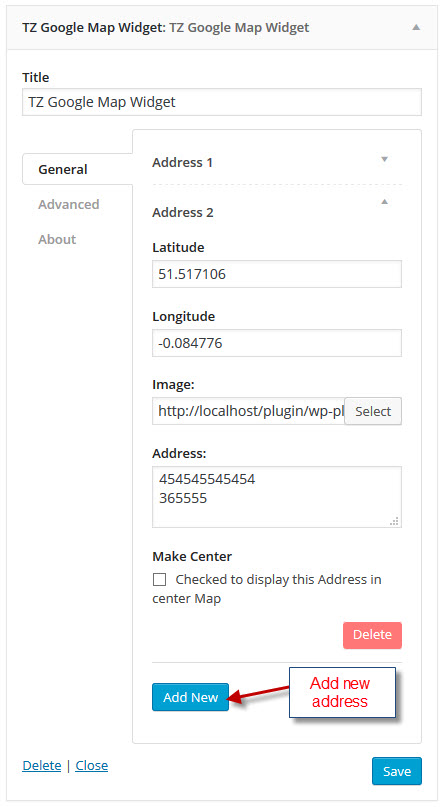 TZ Google Map Widget: TZ Google Map Widget
Title
TZ Google Map Widget
General
Advanced
About
Address 1
Address 2
Latitude
51.517106
Longitude
-0.084776
Image:
http://localhost/plugin/wp-pl
Select
Address:
454545545454
365555
Make Center
Checked to display this Address in
center Map
Delete
Add New
Add new
address
Delete | Close
Save